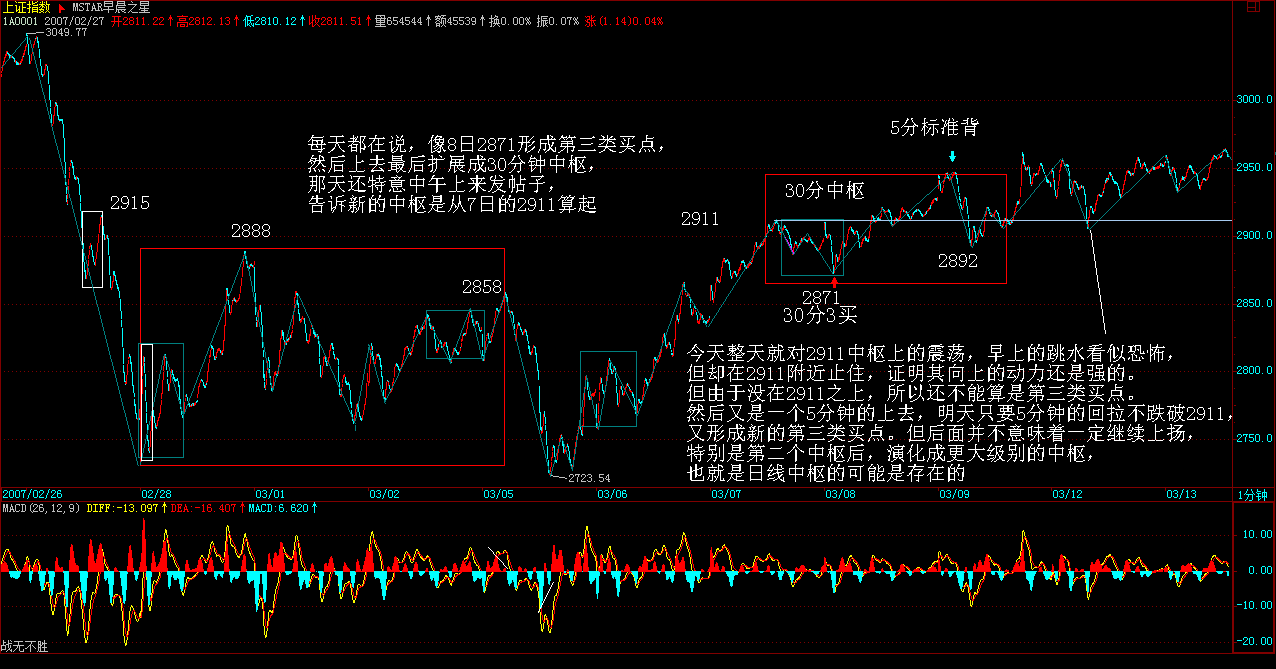 上证指数 MSTAR早晨之星
1A0001 2007/02/27 开2811.22↑高2812.13↑低2810.12↑收2811.51↑量654544↑额45539↑换0.00% 振0.07% 涨(1.14)0.04%
3049.77
3000.0
5分标准背
每天都在说，像8日2871形成第三类买点，
然后上去最后扩展成30分钟中枢，
那天还特意中午上来发帖子，
告诉新的中枢是从7日的2911算起
2950.0
30分中枢
2915
2911
2888
2900.0
2892
2858
2871
30分3买
2850.0
今天整天就对2911中枢上的震荡，早上的跳水看似恐怖，
但却在2911附近止住，证明其向上的动力还是强的。
但由于没在2911之上，所以还不能算是第三类买点。
然后又是一个5分钟的上去，明天只要5分钟的回拉不跌破2911，
又形成新的第三类买点。但后面并不意味着一定继续上扬，
特别是第二个中枢后，演化成更大级别的中枢，
也就是日线中枢的可能是存在的
2800.0
2750.0
2723.54
2007/02/26 02/28 03/01 03/02 03/05 03/06 03/07 03/08 03/09 03/12 03/13 1分钟
MACD(26,12,9) DIFF:-13.097↑DEA:-16.407↑MACD:6.620↑
10.00
0.00
-10.00
-20.00
战无不胜